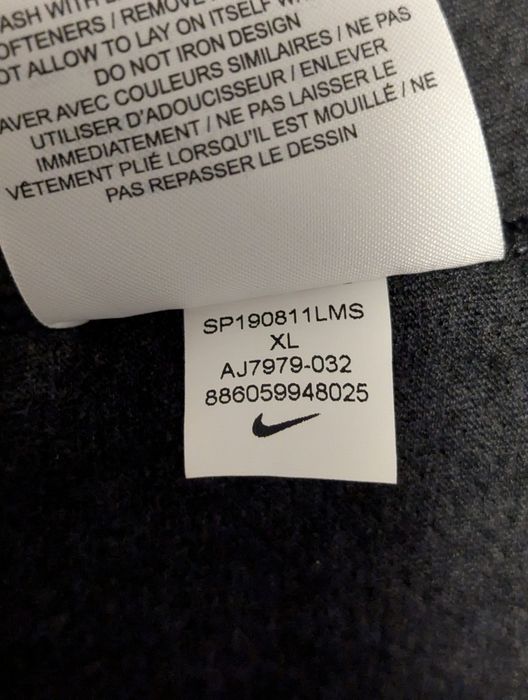 ASH WITH
OFTENERS / REMOVE
OT ALLOW TO LAY ON ITSELF
DO NOT IRON DESIGN
AVER AVEC COULEURS SIMILAIRES / NE PAS
UTILISER D'ADOUCISSEUR / ENLEVER
IMMEDIATEMENT / NE PAS LAISSER LE
VÊTEMENT PLIÉ LORSQU'IL EST MOUILLÉ / NE
PAS REPASSER LE DESSIN
SP190811LMS
XL
AJ7979-032
886059948025